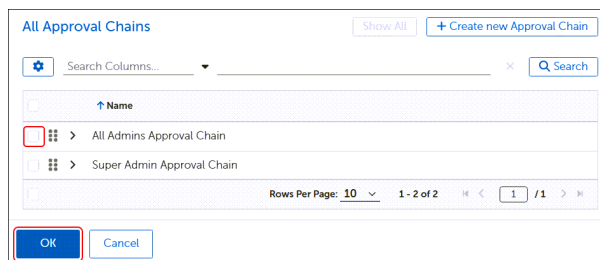 All Approval Chains
Show All
+ Create new Approval Chain
Search Columns...
Search
Name
All Admins Approval Chain
Super Admin Approval Chain
Rows Per Page: 10 1 - 2 of 2 1 / 1
OK Cancel